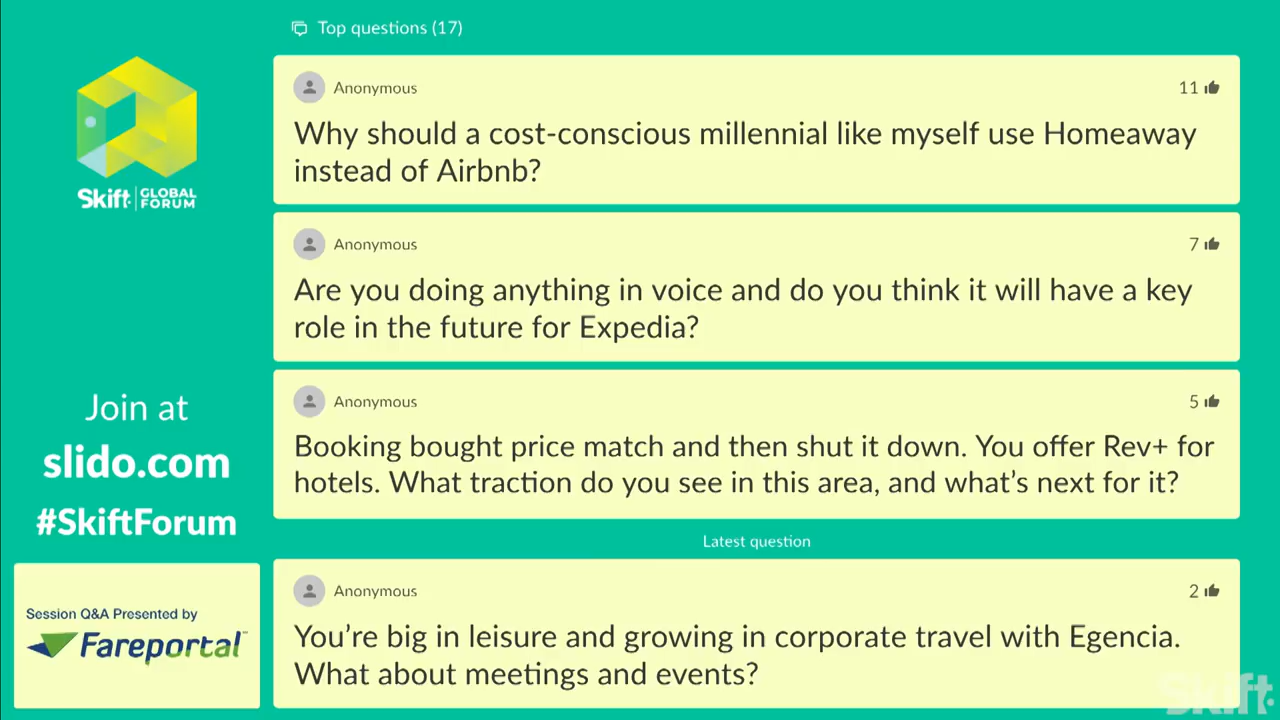 Top questions (17)
Anonymous
11
Why should a cost-conscious millennial like myself use Homeaway
instead of Airbnb?
Anonymous
7
Are you doing anything in voice and do you think it will have a key
role in the future for Expedia?
Anonymous
5
Booking bought price match and then shut it down. You offer Rev+ for
hotels. What traction do you see in this area, and what's next for it?
Latest question
Anonymous
2
You're big in leisure and growing in corporate travel with Egencia.
What about meetings and events?
Skift GLOBAL
FORUM
Join at
slido.com
#SkiftForum
Session Q&A Presented by
Fareportal™
Skift